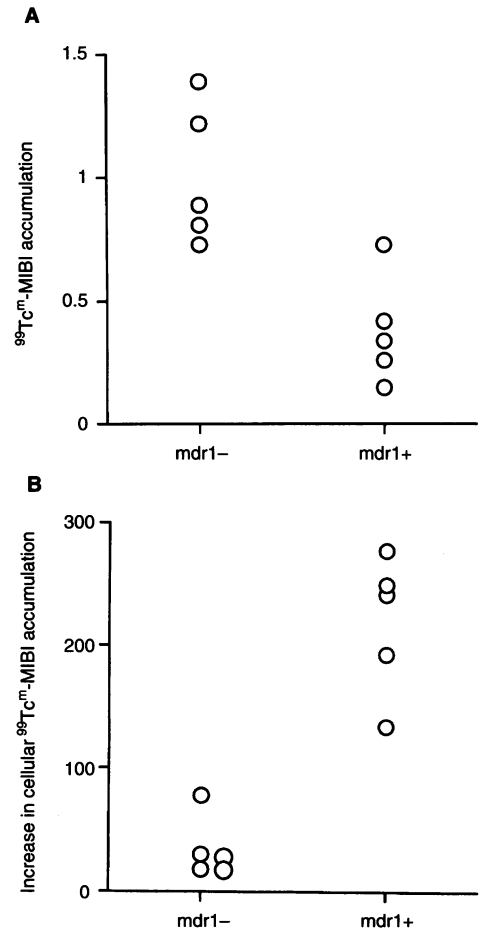 A
1.5
1
0.5
0
99Tcm-MIBI accumulation
mdr1–
mdr1+
B
300
200
100
0
Increase in cellular 99Tcm-MIBI accumulation
mdr1–
mdr1+